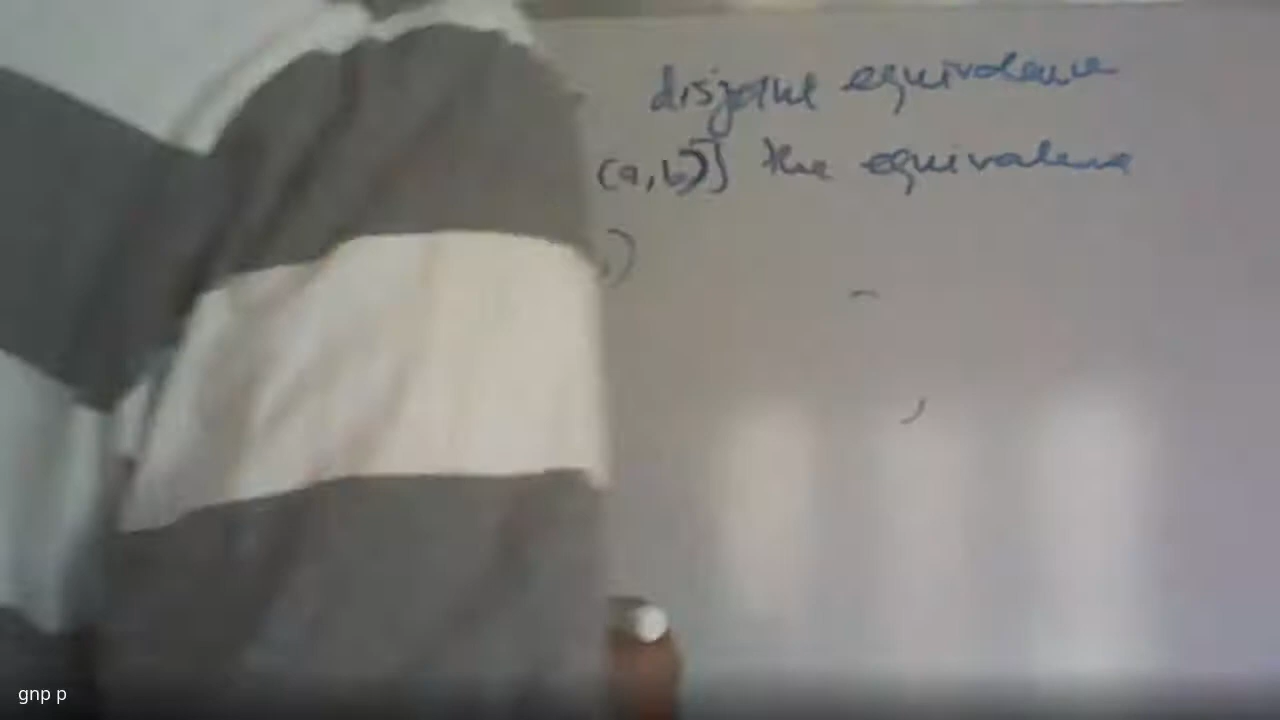 disjoint equivalence
(a,b)] the equivalence
)
gnp p